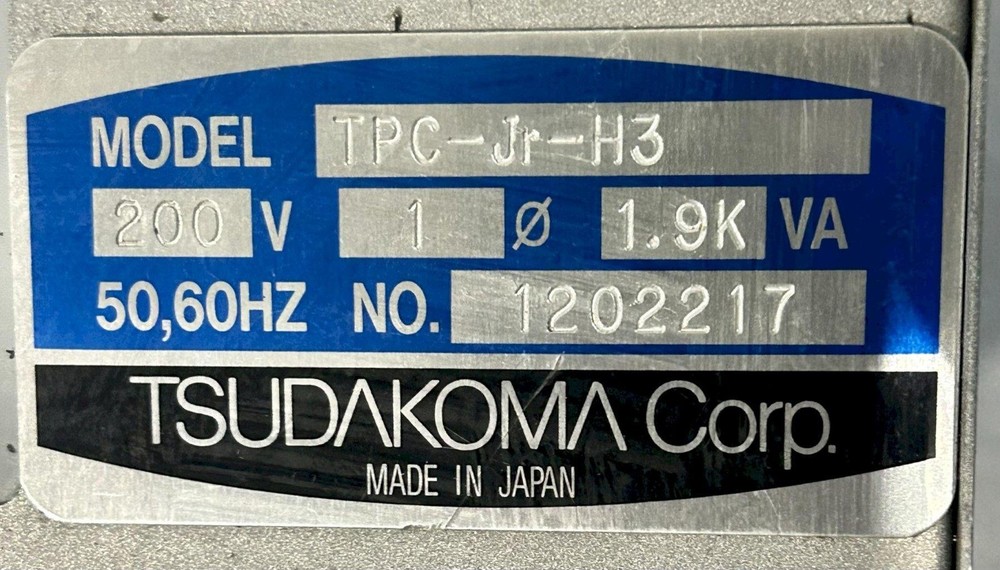 MODEL TPC-Jr-H3
200 V 1 Ø 1.9K VA
50,60HZ NO. 1202217
TSUDAKOMA Corp.
MADE IN JAPAN